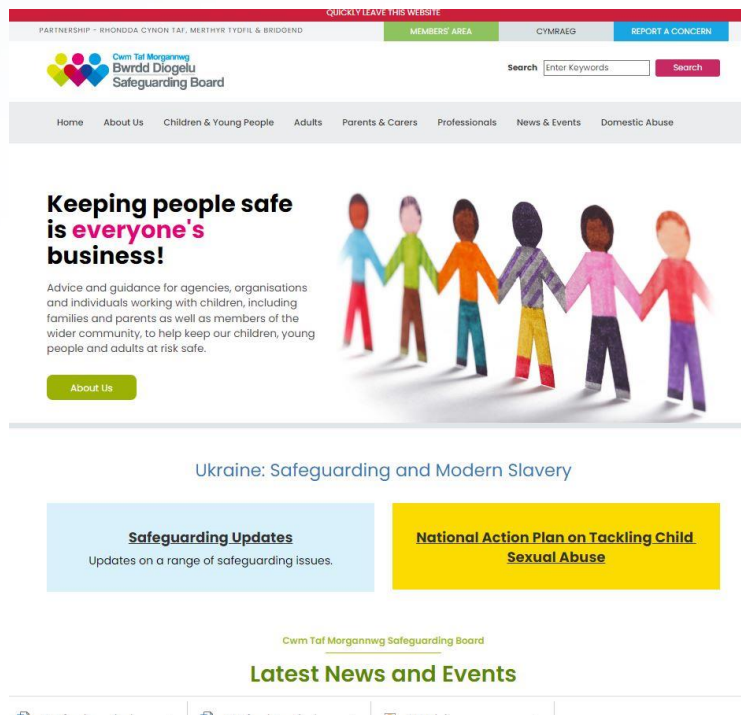 QUICKLY LEAVE THIS WEBSITE
PARTNERSHIP - RHONDDA CYNON TAF, MERTHYR TYDFIL & BRIDGEND
MEMBERS' AREA
CYMRAEG
REPORT A CONCERN
Cwm Taf Morgannwg
Bwrdd Diogelu
Safeguarding Board
Search
Enter Keywords
Search
Home
About Us
Children & Young People
Adults
Parents & Carers
Professionals
News & Events
Domestic Abuse
Keeping people safe
is everyone's
business!
Advice and guidance for agencies, organisations
and individuals working with children, including
families and parents as well as members of the
wider community, to help keep our children, young
people and adults at risk safe.
About Us
Ukraine: Safeguarding and Modern Slavery
Safeguarding Updates
Updates on a range of safeguarding issues.
National Action Plan on Tackling Child
Sexual Abuse
Cwm Taf Morgannwg Safeguarding Board
Latest News and Events